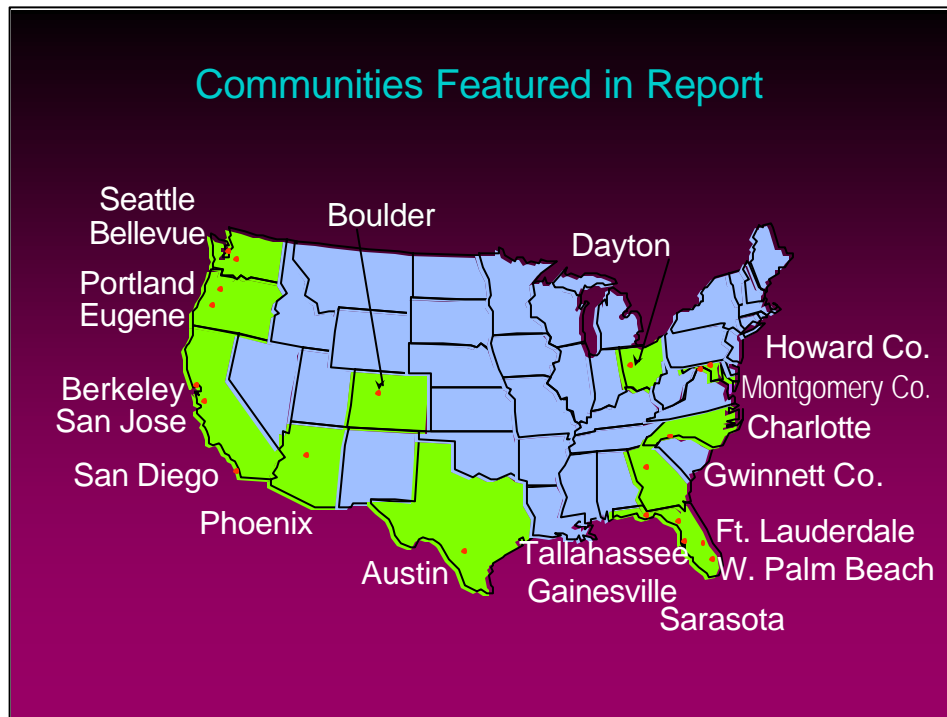 Communities Featured in Report
Seattle
Bellevue
Boulder
Dayton
Portland
Eugene
Howard Co.
Montgomery Co.
Berkeley
San Jose
Charlotte
San Diego
Gwinnett Co.
Phoenix
Ft. Lauderdale
Austin
Tallahassee
W. Palm Beach
Gainesville
Sarasota